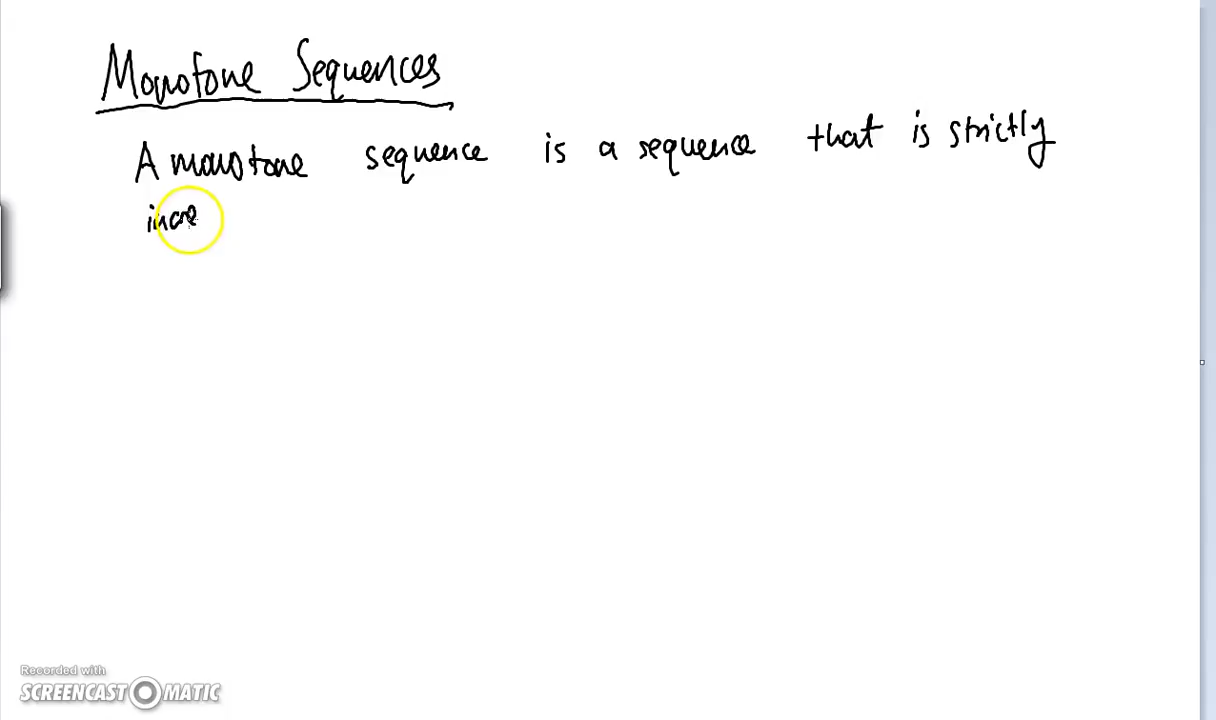 Monotone Sequences
A monotone sequence is a sequence that is strictly
incre
Recorded with
SCREENCAST MATIC